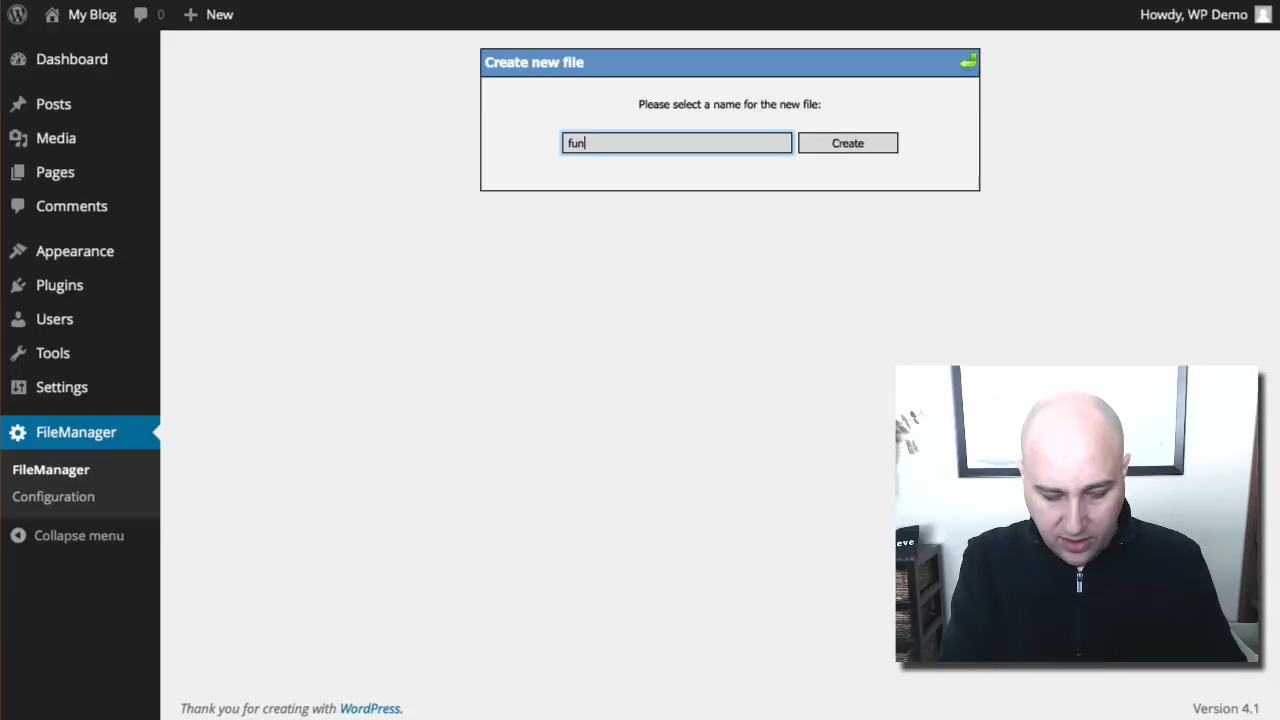 My Blog 0 New Howdy, WP Demo
Dashboard
Posts
Media
Pages
Comments
Appearance
Plugins
Users
Tools
Settings
FileManager
FileManager
Configuration
Collapse menu
Create new file
Please select a name for the new file:
fun Create
eve
Thank you for creating with WordPress. Version 4.1